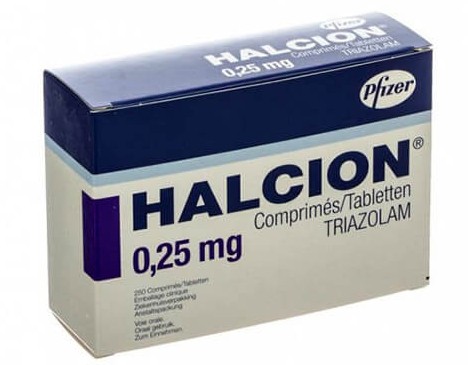 HALCION
Comprimés/Tabletten
0,25 mg
TRIAZOLAM
Pfizer
HALCION®
Comprimés/Tabletten
TRIAZOLAM
0,25 mg
250 Comprimés/Tabletten
Emballage clinique
Ziekenhuisverpakking
Anstaltspackung
Voie orale.
Oraal gebruik.
Zum Einnehmen.